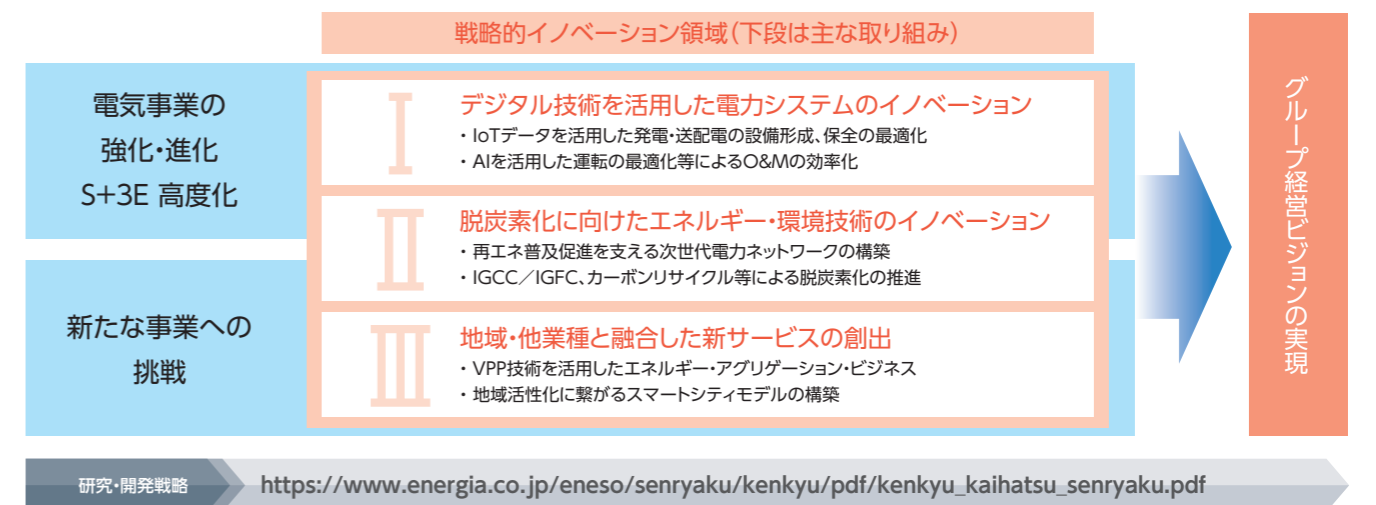 戦略的イノベーション領域(下段は主な取り組み)
電気事業の
強化・進化
S+3E 高度化
I
デジタル技術を活用した電力システムのイノベーション
・IoTデータを活用した発電・送配電の設備形成、保全の最適化
・AIを活用した運転の最適化等によるO&Mの効率化
II
脱炭素化に向けたエネルギー・環境技術のイノベーション
・再エネ普及促進を支える次世代電力ネットワークの構築
・IGCC/IGFC、カーボンリサイクル等による脱炭素化の推進
新たな事業への
挑戦
III
地域・他業種と融合した新サービスの創出
・VPP技術を活用したエネルギー・アグリゲーション・ビジネス
・地域活性化に繋がるスマートシティモデルの構築
グループ経営ビジョンの実現
研究・開発戦略
https://www.energia.co.jp/eneso/senryaku/kenkyu/pdf/kenkyu_kaihatsu_senryaku.pdf